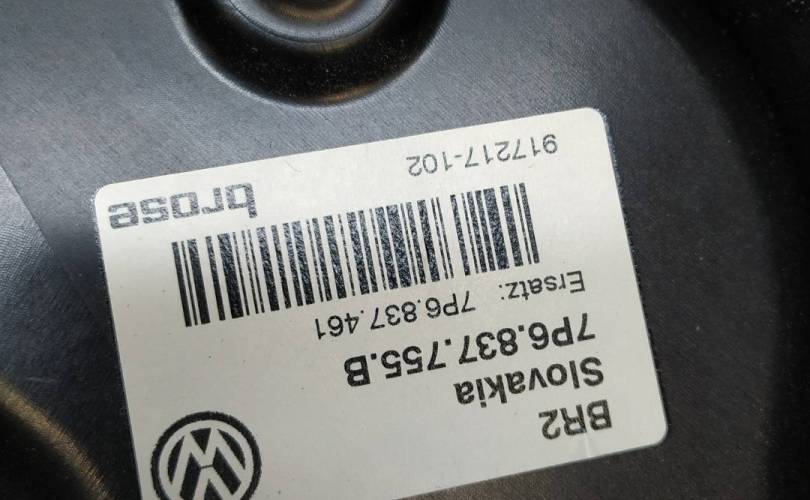 BR2
Slovakia
7P6.837.755.B
Ersatz: 7P6.837.461
brose
917217-102